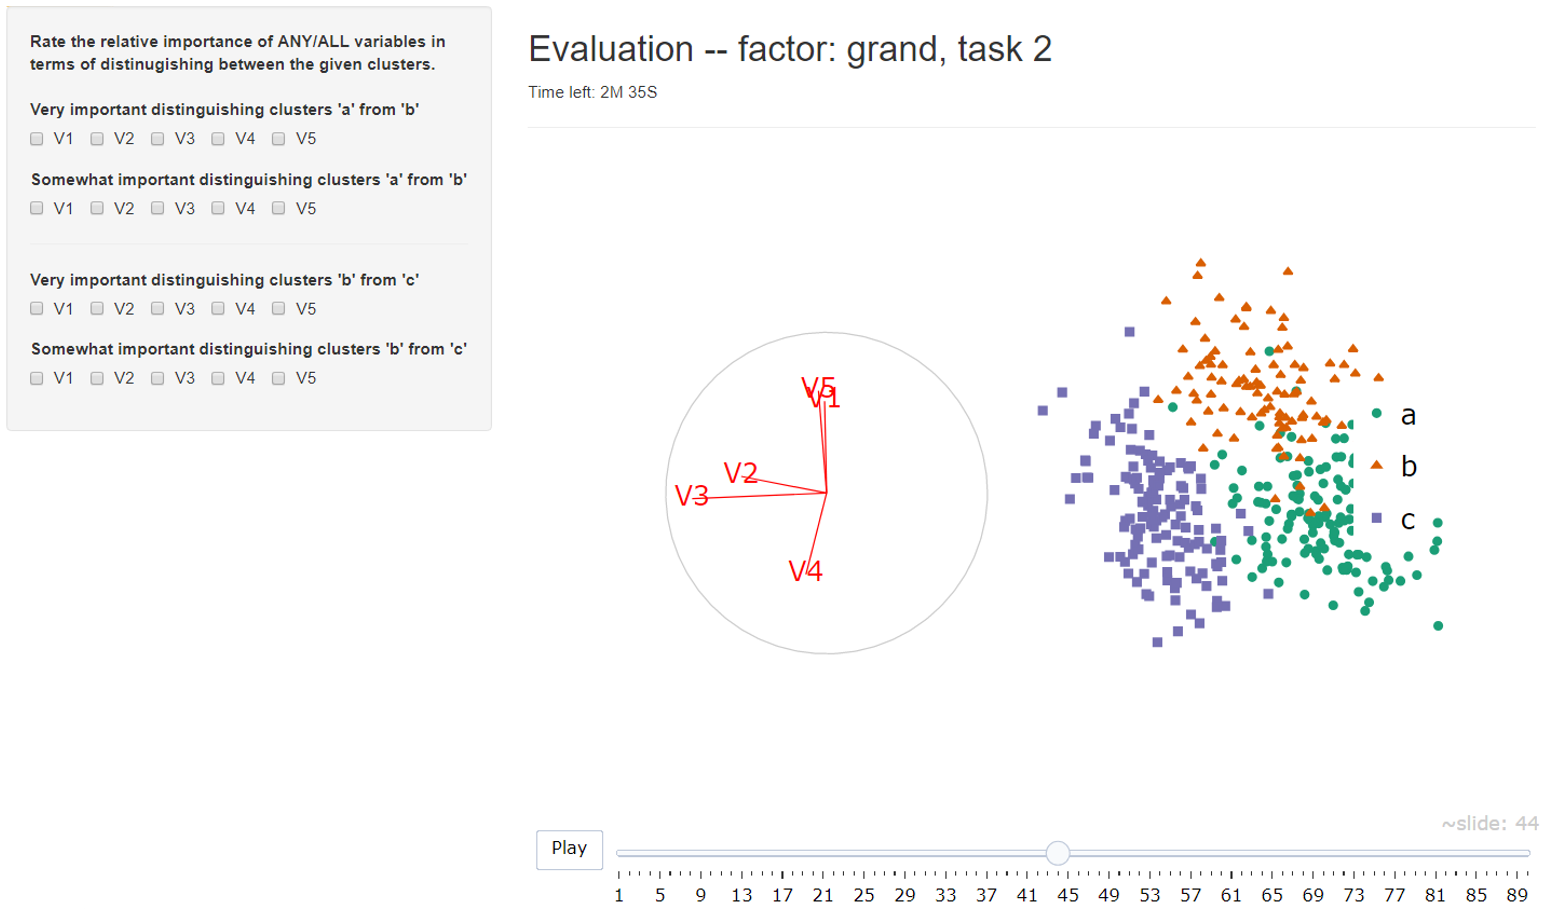 Rate the relative importance of ANY/ALL variables in
terms of distinugishing between the given clusters.
Very important distinguishing clusters 'a' from 'b'
V1 V2 V3 V4 V5
Somewhat important distinguishing clusters 'a' from 'b'
V1 V2 V3 V4 V5
Very important distinguishing clusters 'b' from 'c'
V1 V2 V3 V4 V5
Somewhat important distinguishing clusters 'b' from 'c'
V1 V2 V3 V4 V5
Evaluation -- factor: grand, task 2
Time left: 2M 35S
V5
V1
V2
V3
V4
a
b
c
~slide: 44
Play
1 5 9 13 17 21 25 29 33 37 41 45 49 53 57 61 65 69 73 77 81 85 89